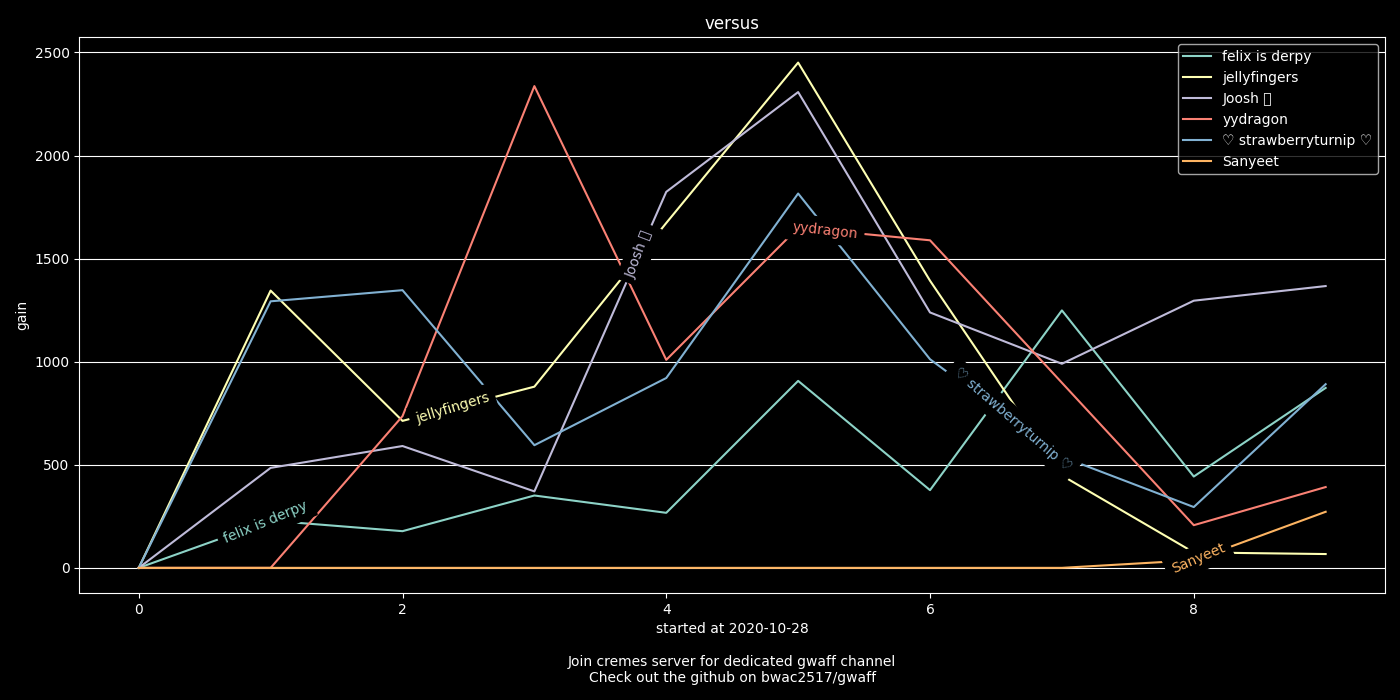 versus
2500
2000
1500
1000
500
0
gain
felix is derpy
jellyfingers
Joosh ▯
yydragon
♡ strawberryturnip ♡
Sanyeet
felix is derpy
jellyfingers
Joosh ▯
yydragon
♡ strawberryturnip ♡
Sanyeet
0 2 4 6 8
started at 2020-10-28
Join cremes server for dedicated gwaff channel
Check out the github on bwac2517/gwaff